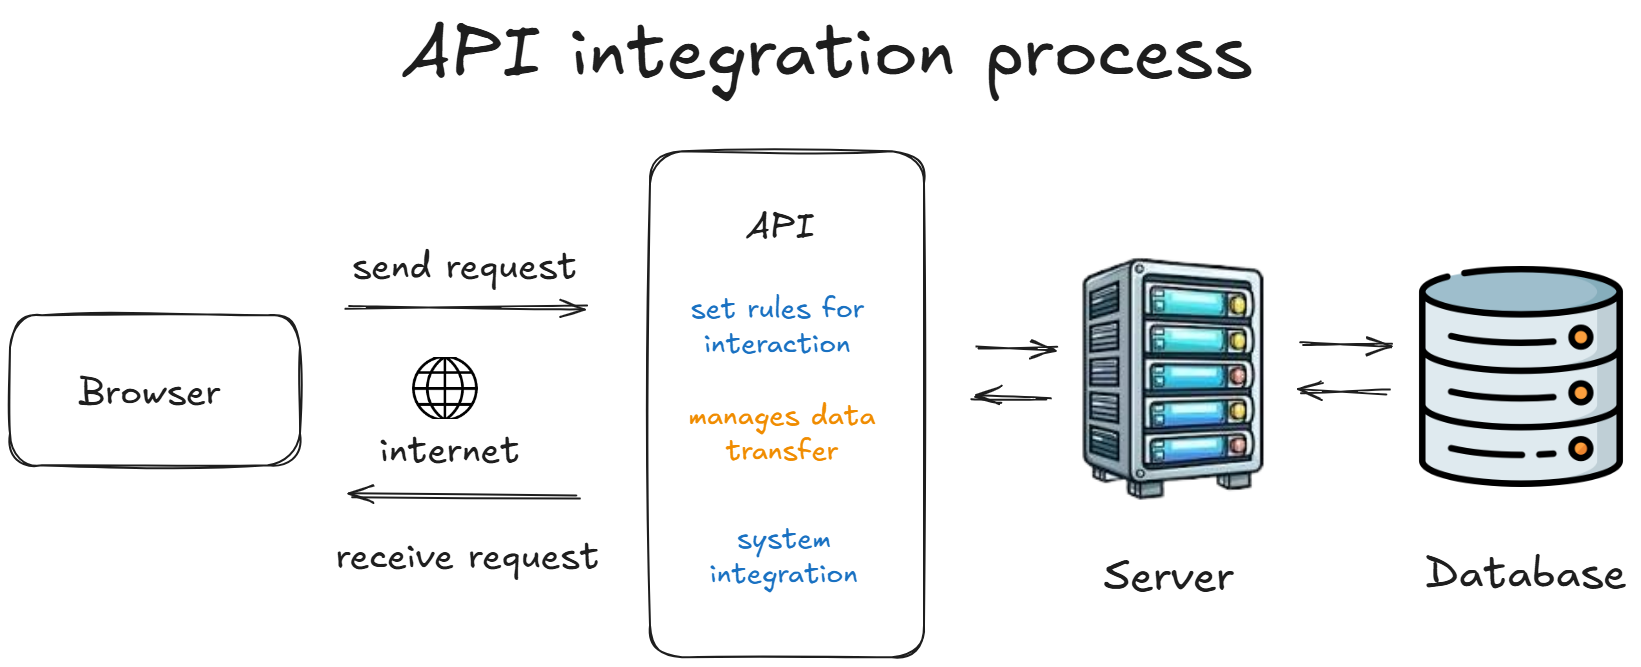 API integration process
API
send request
set rules for
interaction
Browser
internet
manages data
transfer
receive request
system
integration
Server
Database